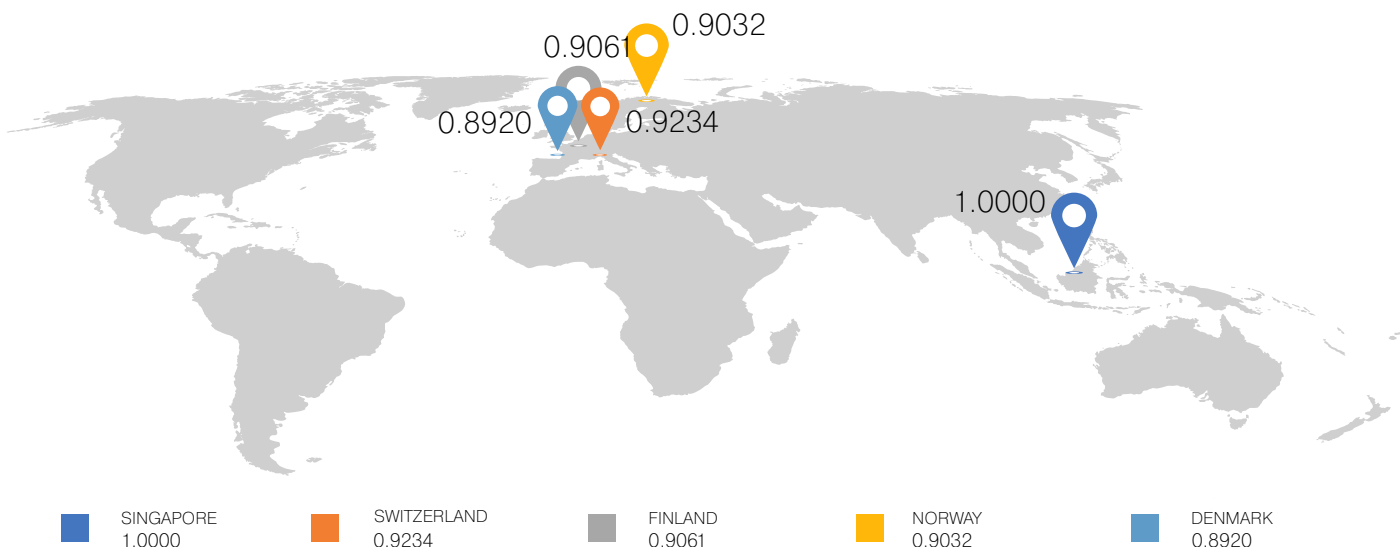 0.9032
0.9061
0.8920
0.9234
1.0000
SINGAPORE
1.0000
SWITZERLAND
0.9234
FINLAND
0.9061
NORWAY
0.9032
DENMARK
0.8920